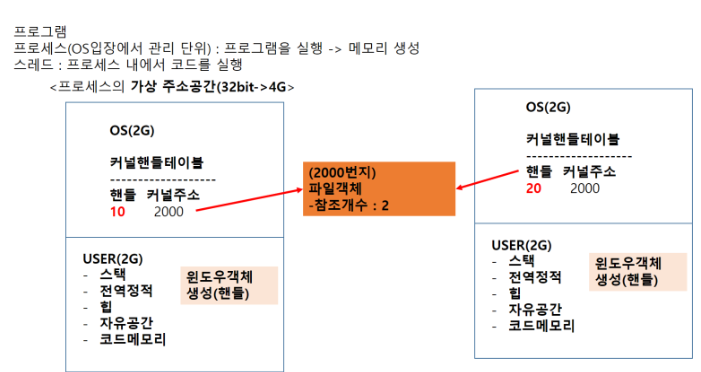 프로그램
프로세스(OS입장에서 관리 단위) : 프로그램을 실행 -> 메모리 생성
스레드 : 프로세스 내에서 코드를 실행
<프로세스의 가상 주소공간(32bit->4G>
OS(2G)
커널핸들테이블
-------------------
핸들 커널주소
10 2000
USER(2G)
- 스택
- 전역정적
- 힙
- 자유공간
- 코드메모리
윈도우객체
생성(핸들)
(2000번지)
파일객체
-참조개수 : 2
OS(2G)
커널핸들테이블
-------------------
핸들 커널주소
20 2000
USER(2G)
- 스택
- 전역정적
- 힙
- 자유공간
- 코드메모리
윈도우객체
생성(핸들)